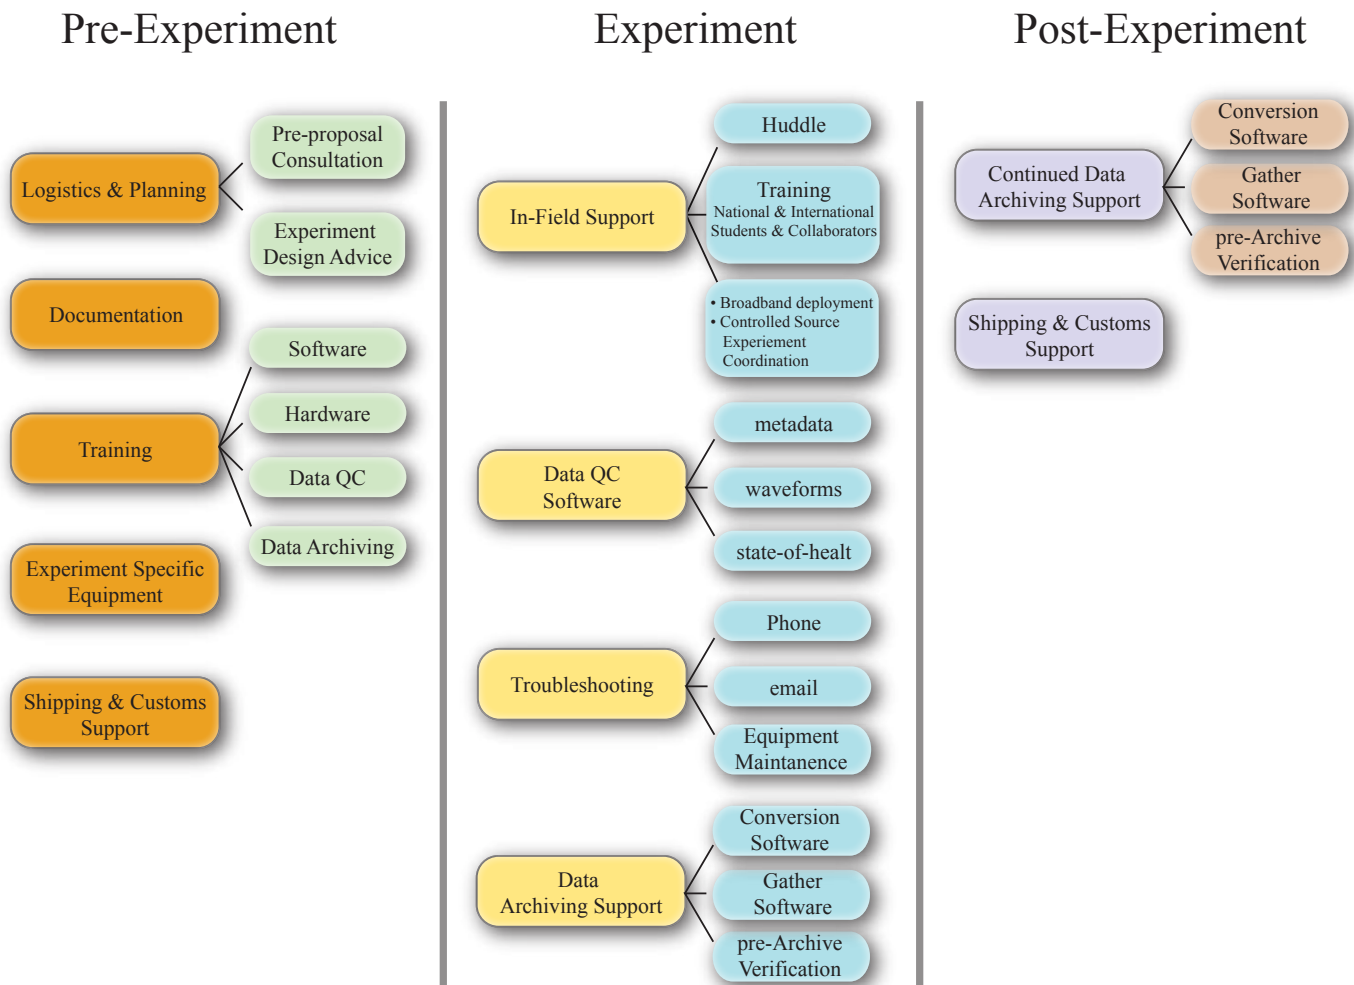 Pre-Experiment
Logistics & Planning
Pre-proposal
Consultation
Experiment
Design Advice
Documentation
Training
Software
Hardware
Data QC
Data Archiving
Experiment Specific
Equipment
Shipping & Customs
Support
Experiment
In-Field Support
Huddle
Training
National & International
Students & Collaborators
• Broadband deployment
• Controlled Source
Experiement
Coordination
Data QC
Software
metadata
waveforms
state-of-healt
Troubleshooting
Phone
email
Equipment
Maintanence
Data
Archiving Support
Conversion
Software
Gather
Software
pre-Archive
Verification
Post-Experiment
Continued Data
Archiving Support
Conversion
Software
Gather
Software
pre-Archive
Verification
Shipping & Customs
Support